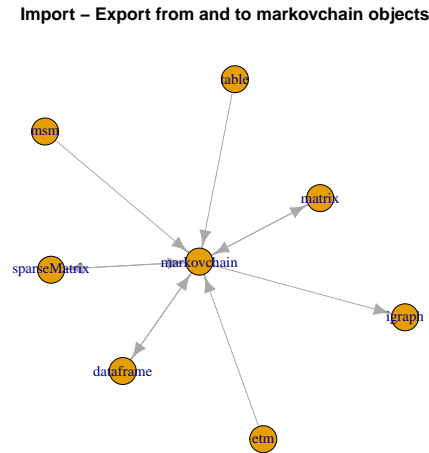 Import – Export from and to markovchain objects
table
msm
matrix
markovchain
sparseMatrix
igraph
dataframe
etm